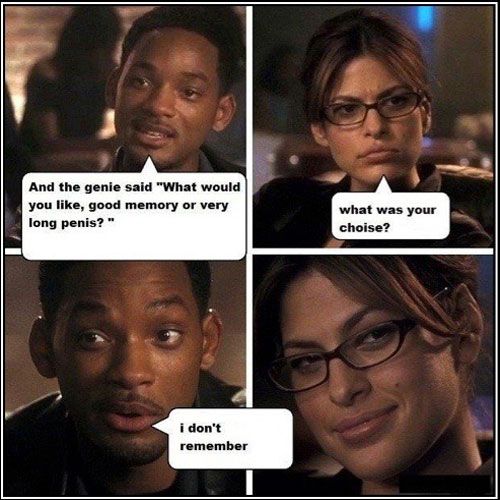 And the genie said "What would
you like, good memory or very
long penis? "
what was your
choise?
i don't
remember